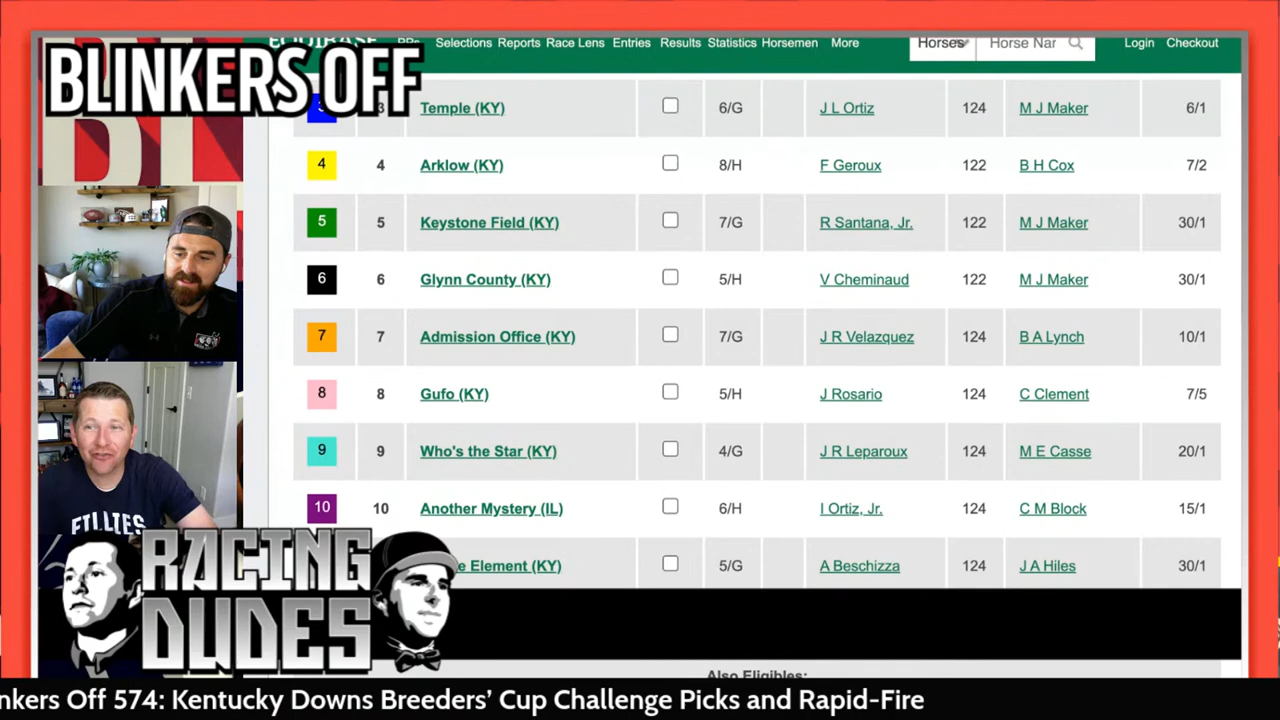 BLINKERS OFF
EQUIBASE PPs Selections Reports Race Lens Entries Results Statistics Horsemen More Horses Horse Nar Login Checkout
3 Temple (KY) 6/G J L Ortiz 124 M J Maker 6/1
4 4 Arklow (KY) 8/H F Geroux 122 B H Cox 7/2
5 5 Keystone Field (KY) 7/G R Santana, Jr. 122 M J Maker 30/1
6 6 Glynn County (KY) 5/H V Cheminaud 122 M J Maker 30/1
7 7 Admission Office (KY) 7/G J R Velazquez 124 B A Lynch 10/1
8 8 Gufo (KY) 5/H J Rosario 124 C Clement 7/5
9 9 Who's the Star (KY) 4/G J R Leparoux 124 M E Casse 20/1
10 10 Another Mystery (IL) 6/H I Ortiz, Jr. 124 C M Block 15/1
e Element (KY) 5/G A Beschizza 124 J A Hiles 30/1
Also Eligibles:
FILLIES
RACING
DUDES
nkers Off 574: Kentucky Downs Breeders' Cup Challenge Picks and Rapid-Fire